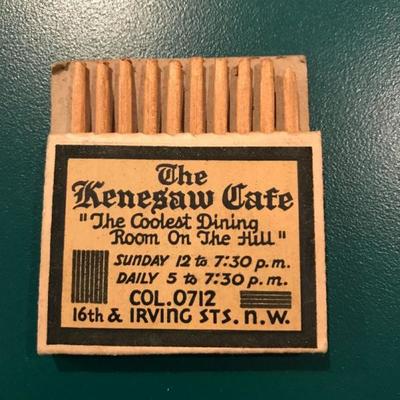 The
Kenesaw Cafe
"The Coolest Dining
Room On The Hill"
SUNDAY 12 to 7:30 p.m.
DAILY 5 to 7:30 p.m.
COL. 0712
16th & IRVING STS. n.W.